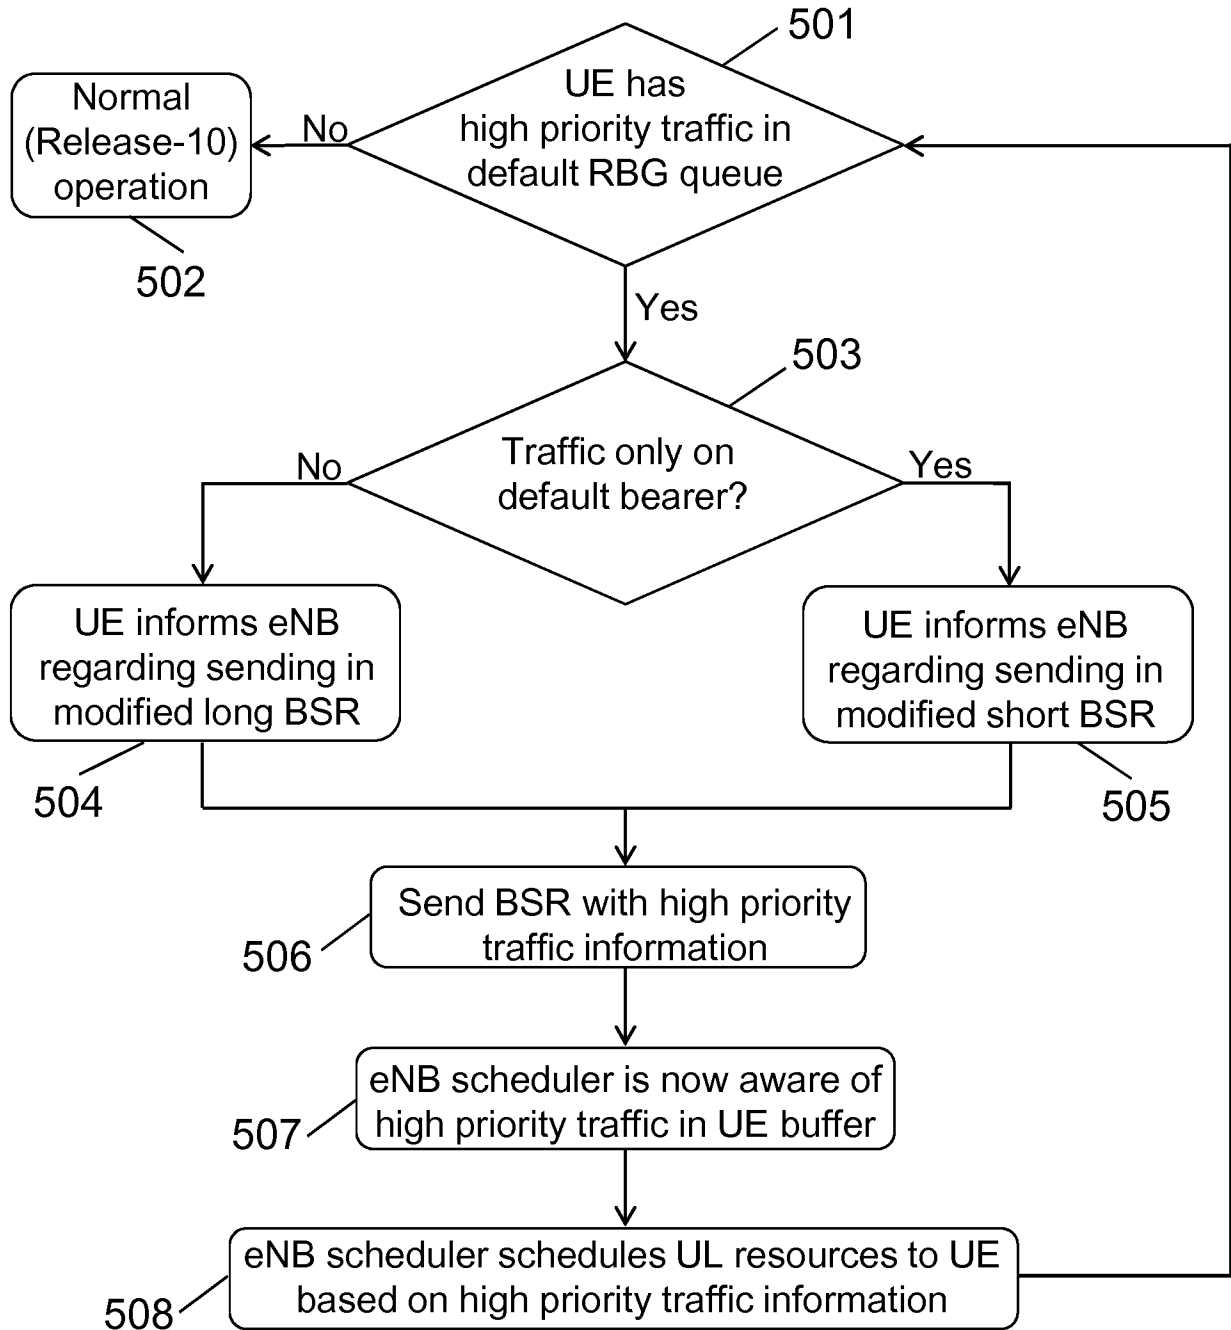 501
UE has
high priority traffic in
default RBG queue
No
Normal
(Release-10)
operation
502
Yes
503
Traffic only on
default bearer?
No
Yes
UE informs eNB
regarding sending in
modified long BSR
504
UE informs eNB
regarding sending in
modified short BSR
505
Send BSR with high priority
traffic information
506
eNB scheduler is now aware of
high priority traffic in UE buffer
507
eNB scheduler schedules UL resources to UE
based on high priority traffic information
508